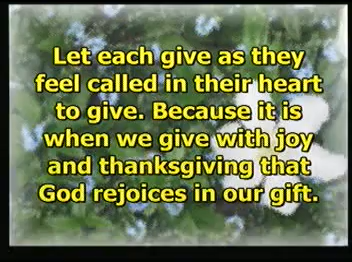 Let each give as they
feel called in their heart
to give. Because it is
when we give with joy
and thanksgiving that
God rejoices in our gift.